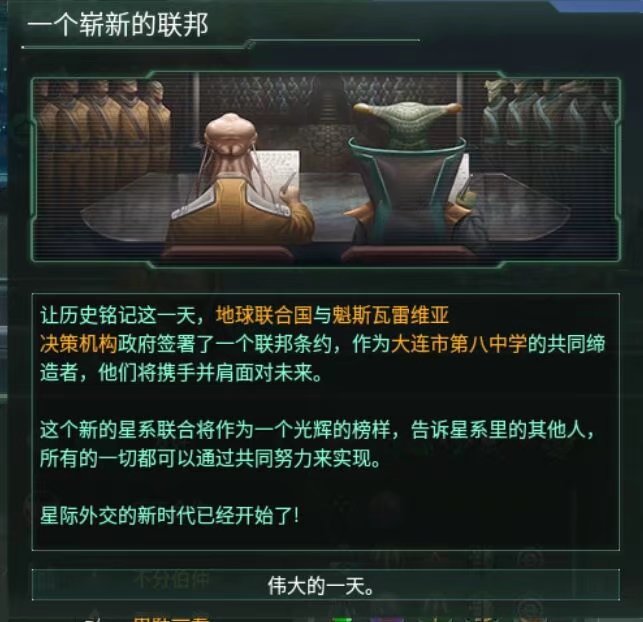 一个崭新的联邦
让历史铭记这一天，地球联合国与魁斯瓦雷维亚
决策机构政府签署了一个联邦条约，作为大连市第八中学的共同缔
造者，他们将携手并肩面对未来。
这个新的星系联合将作为一个光辉的榜样，告诉星系里的其他人，
所有的一切都可以通过共同努力来实现。
星际外交的新时代已经开始了!
不分伯仲
伟大的一天。